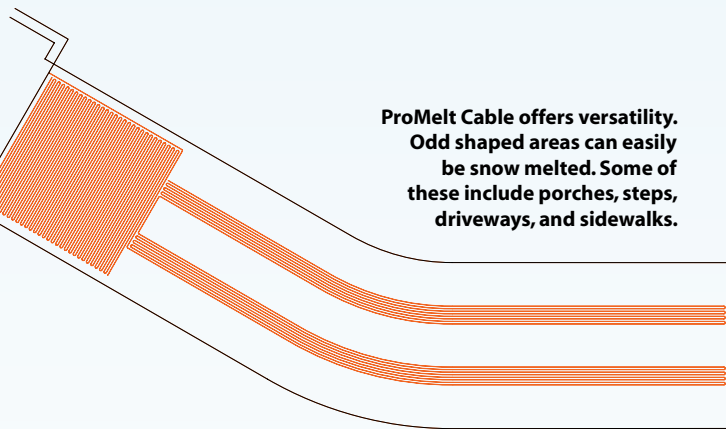 ProMelt Cable offers versatility.
Odd shaped areas can easily
be snow melted. Some of
these include porches, steps,
driveways, and sidewalks.